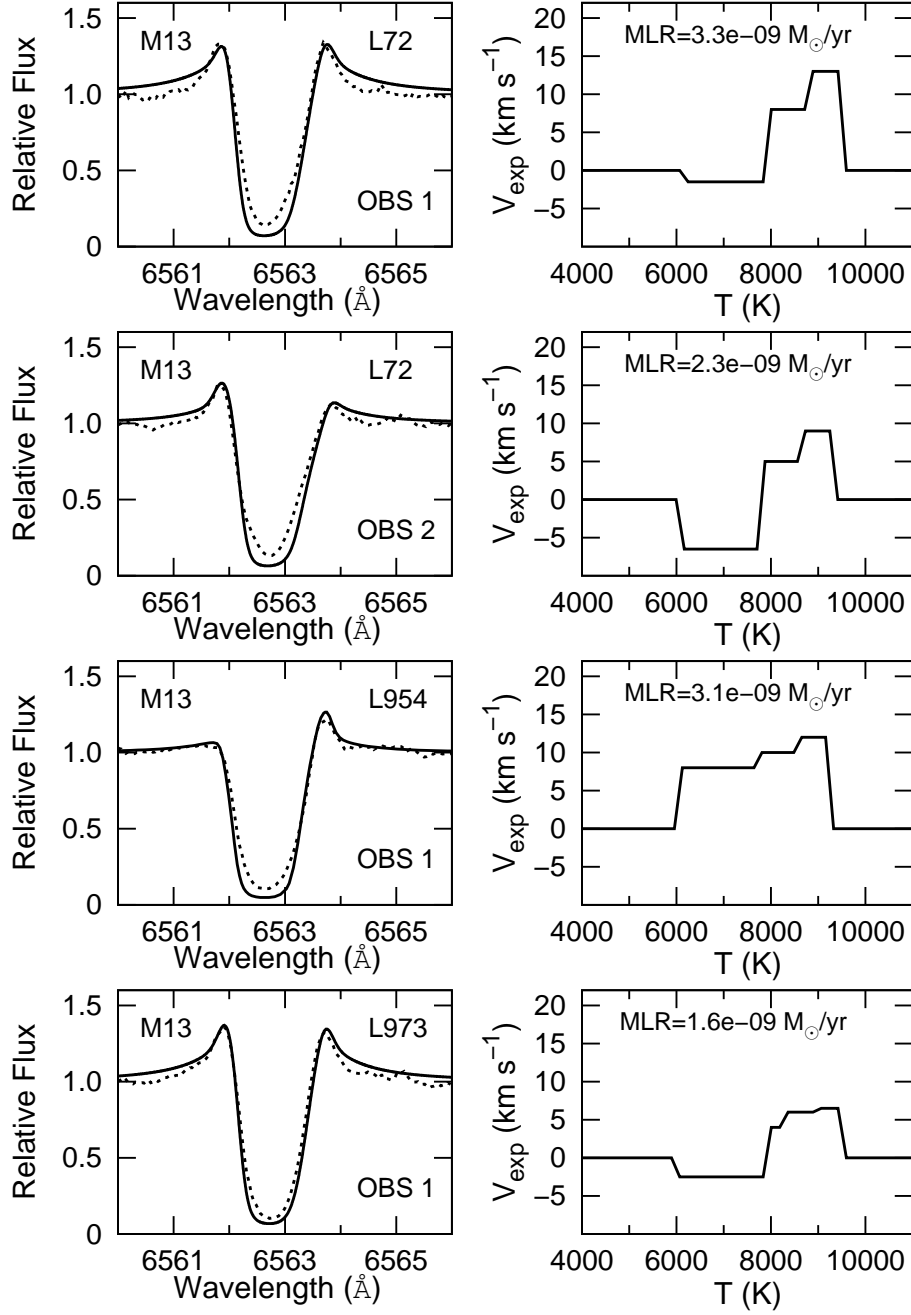 1.5
1.0
0.5
0
Relative Flux
M13
L72
OBS 1
6561
6563
6565
Wavelength (Å)
20
15
10
5
0
−5
V_exp (km s⁻¹)
MLR=3.3e−09 M☉/yr
4000
6000
8000
10000
T (K)
1.5
1.0
0.5
0
Relative Flux
M13
L72
OBS 2
6561
6563
6565
Wavelength (Å)
20
15
10
5
0
−5
V_exp (km s⁻¹)
MLR=2.3e−09 M☉/yr
4000
6000
8000
10000
T (K)
1.5
1.0
0.5
0
Relative Flux
M13
L954
OBS 1
6561
6563
6565
Wavelength (Å)
20
15
10
5
0
−5
V_exp (km s⁻¹)
MLR=3.1e−09 M☉/yr
4000
6000
8000
10000
T (K)
1.5
1.0
0.5
0
Relative Flux
M13
L973
OBS 1
6561
6563
6565
Wavelength (Å)
20
15
10
5
0
−5
V_exp (km s⁻¹)
MLR=1.6e−09 M☉/yr
4000
6000
8000
10000
T (K)